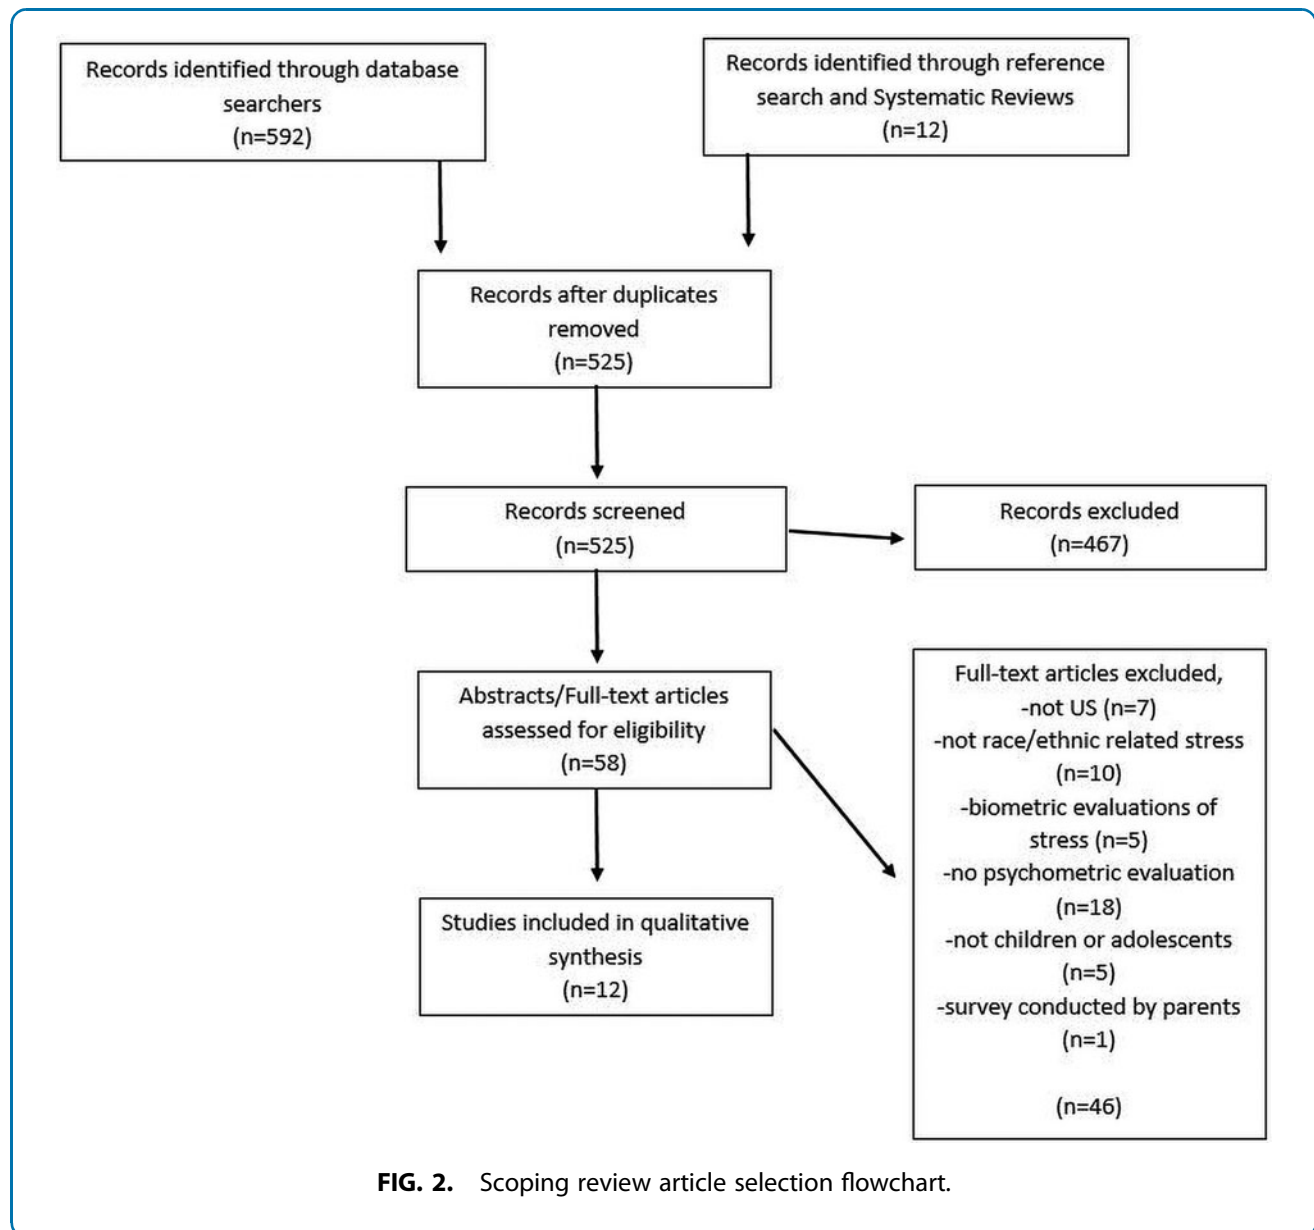 Records identified through database
searchers
(n=592)
Records identified through reference
search and Systematic Reviews
(n=12)
Records after duplicates
removed
(n=525)
Records screened
(n=525)
Records excluded
(n=467)
Abstracts/Full-text articles
assessed for eligibility
(n=58)
Full-text articles excluded,
-not US (n=7)
-not race/ethnic related stress
(n=10)
-biometric evaluations of
stress (n=5)
-no psychometric evaluation
(n=18)
-not children or adolescents
(n=5)
-survey conducted by parents
(n=1)
(n=46)
Studies included in qualitative
synthesis
(n=12)
FIG. 2. Scoping review article selection flowchart.